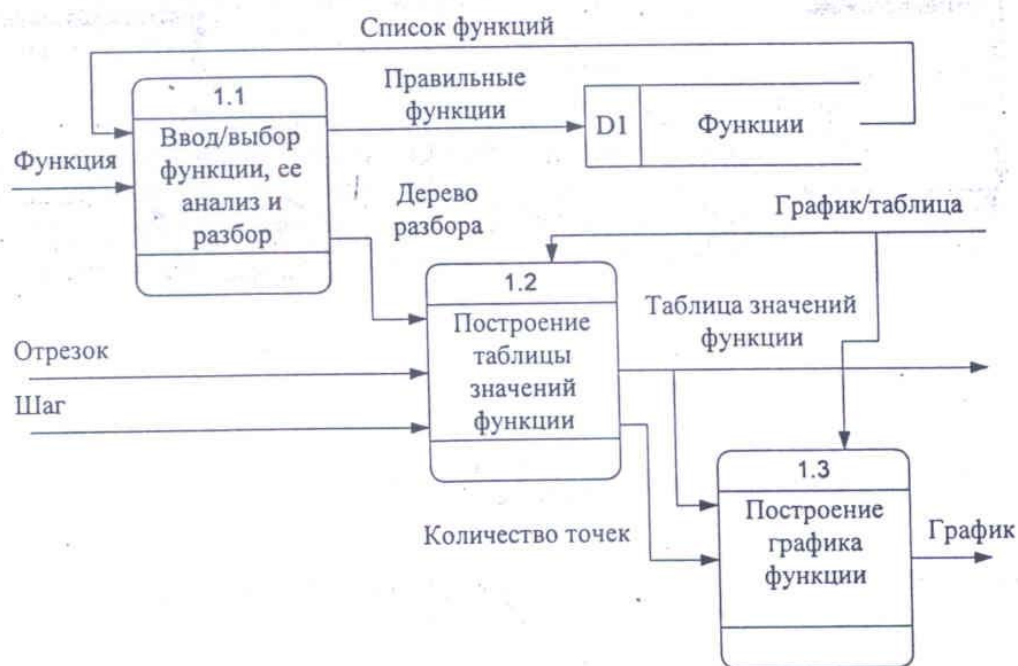 Список функций
1.1
Ввод/выбор
функции, ее
анализ и
разбор
Функция
Правильные
функции
D1
Функции
Дерево
разбора
График/таблица
1.2
Построение
таблицы
значений
функции
Отрезок
Шаг
Таблица значений
функции
Количество точек
1.3
Построение
графика
функции
График